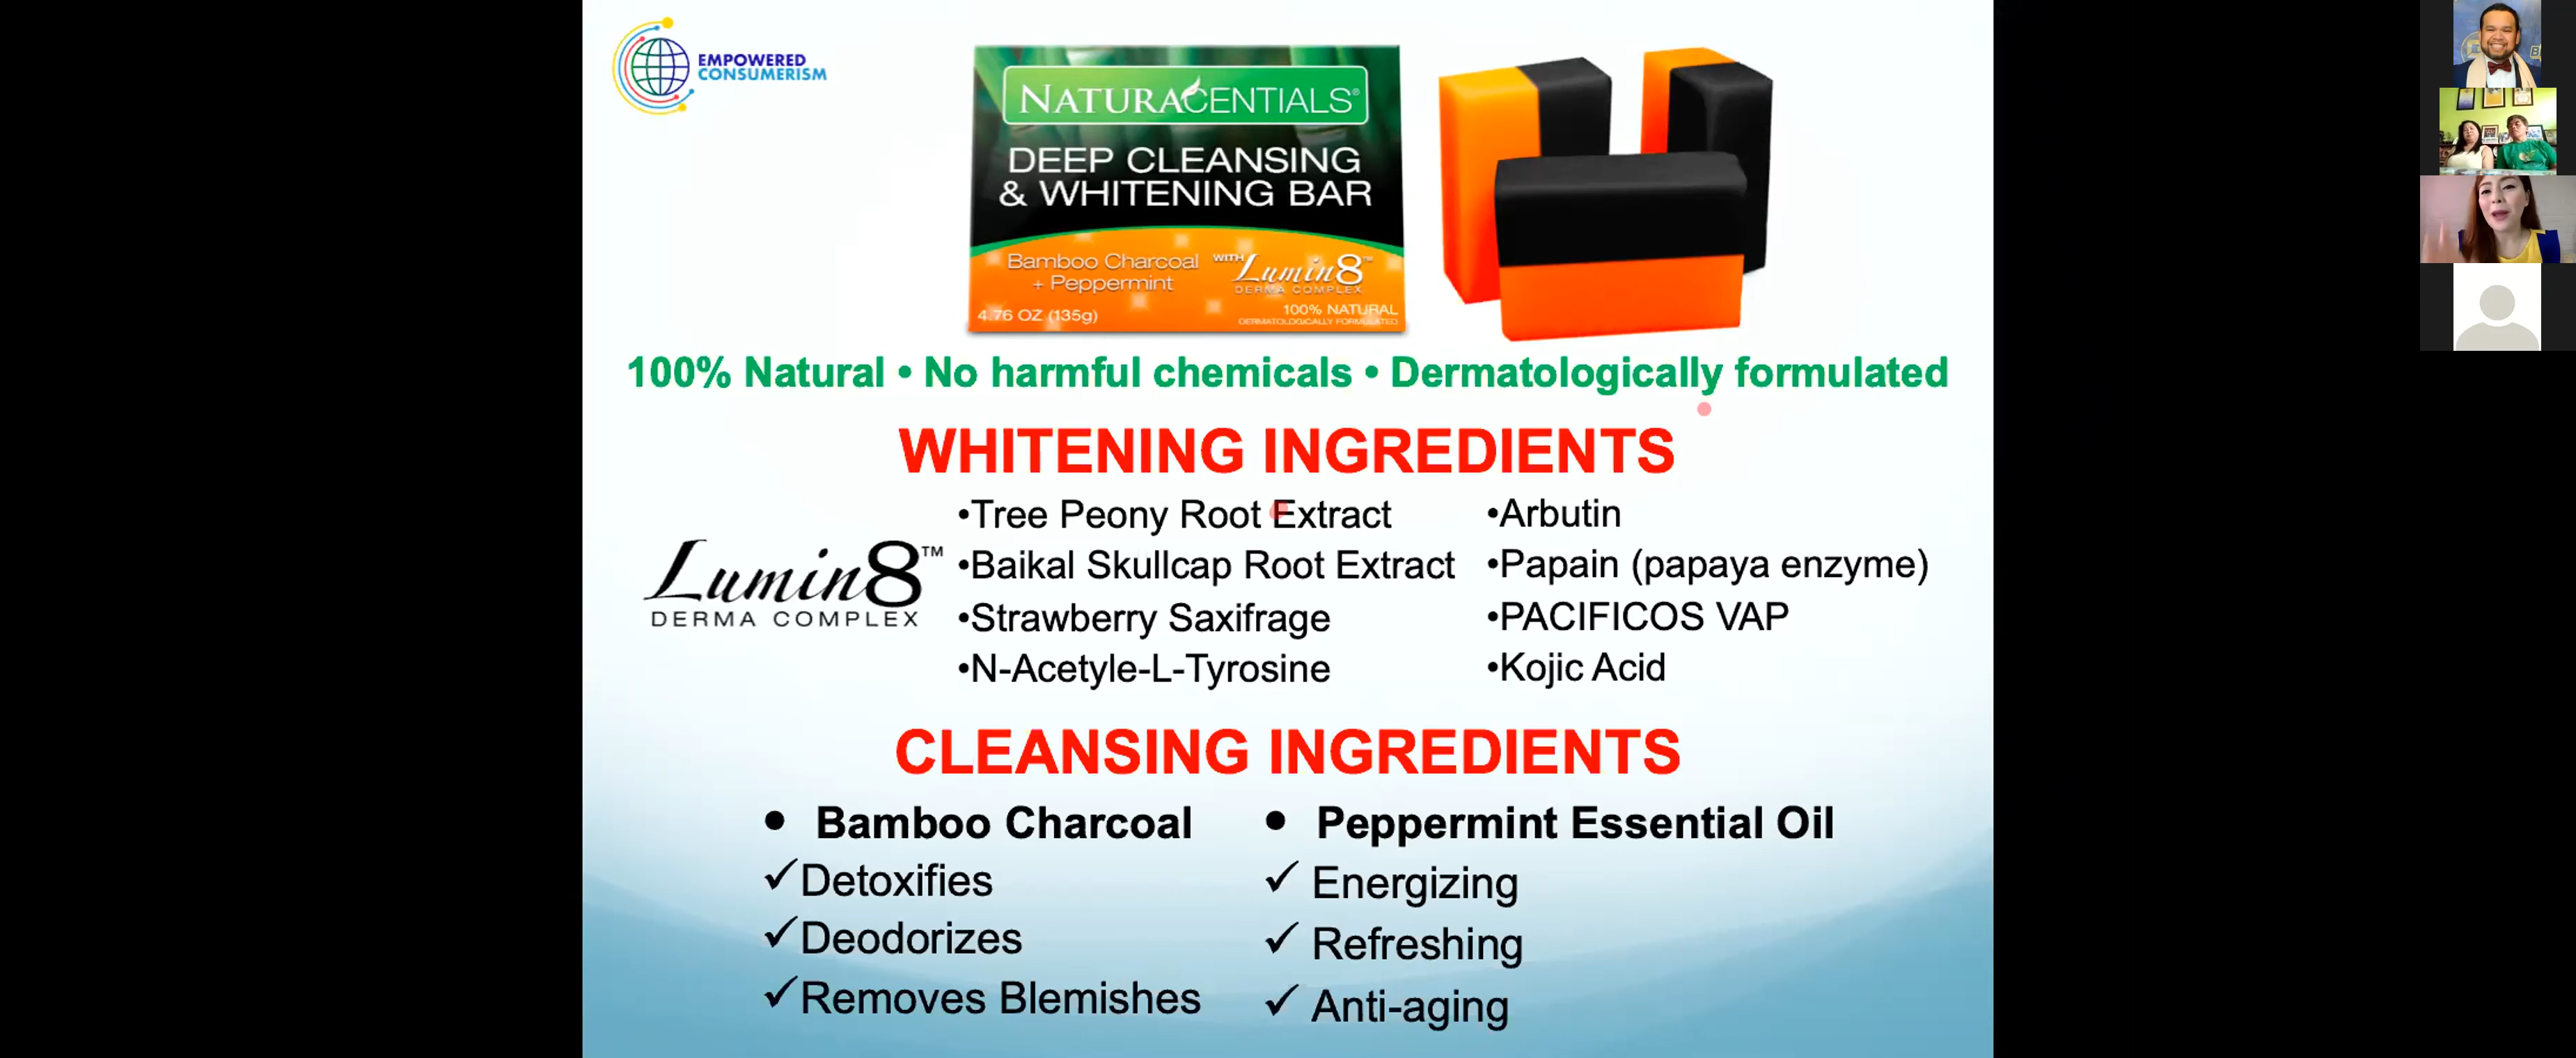 EMPOWERED
CONSUMERISM
NATURACENTIALS®
DEEP CLEANSING
& WHITENING BAR
Bamboo Charcoal
+ Peppermint
WITH Lumin8™
DERMA COMPLEX
4.76 OZ (135g)
100% NATURAL
DERMATOLOGICALLY FORMULATED
100% Natural • No harmful chemicals • Dermatologically formulated
WHITENING INGREDIENTS
Lumin8™
DERMA COMPLEX
•Tree Peony Root Extract
•Baikal Skullcap Root Extract
•Strawberry Saxifrage
•N-Acetyle-L-Tyrosine
•Arbutin
•Papain (papaya enzyme)
•PACIFICOS VAP
•Kojic Acid
CLEANSING INGREDIENTS
• Bamboo Charcoal
✓Detoxifies
✓Deodorizes
✓Removes Blemishes
• Peppermint Essential Oil
✓ Energizing
✓ Refreshing
✓ Anti-aging